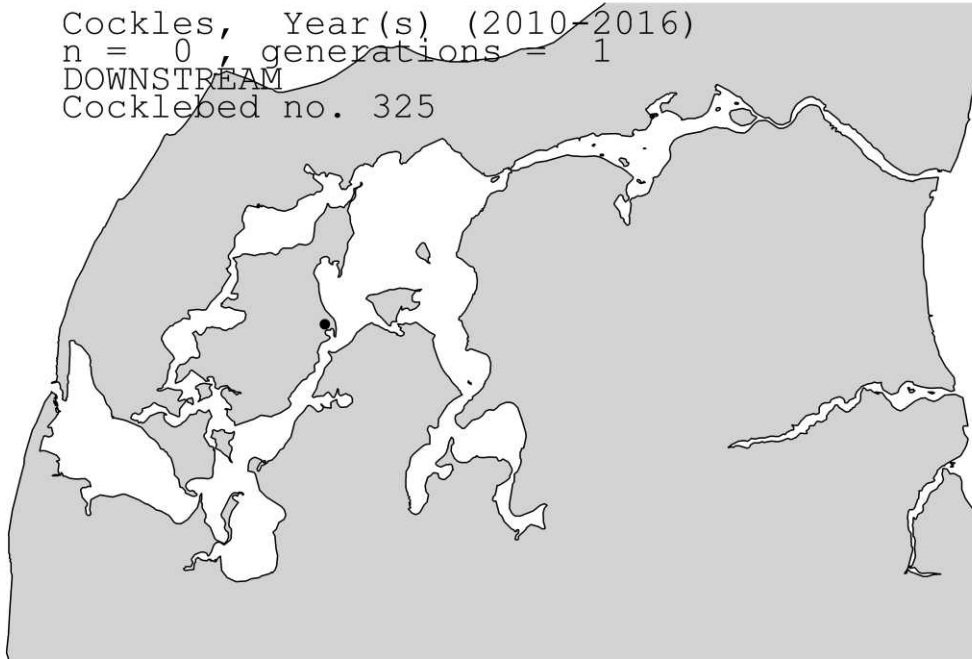 Cockles, Year(s) (2010-2016)
n = 0 , generations = 1
DOWNSTREAM
Cocklebed no. 325